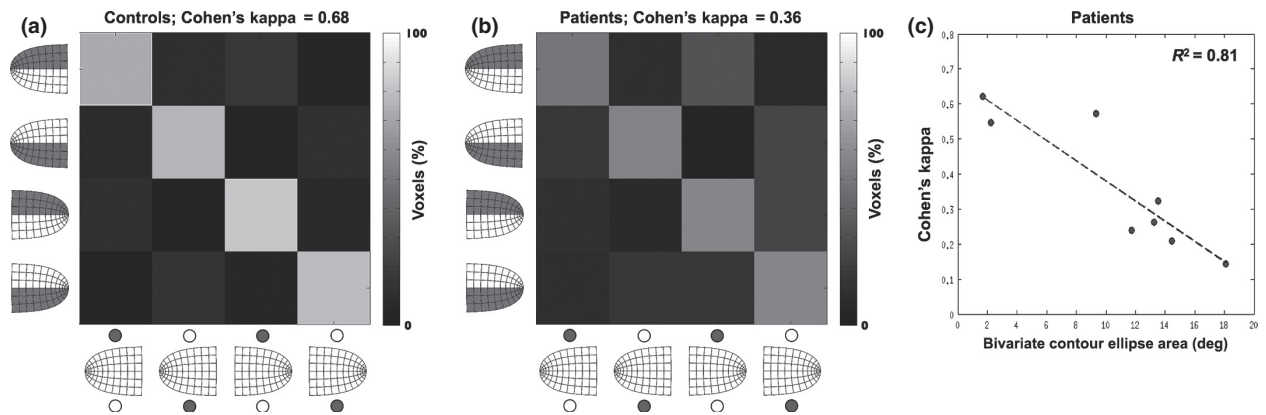 (a)
Controls; Cohen's kappa = 0.68
100
Voxels (%)
0
(b)
Patients; Cohen's kappa = 0.36
100
Voxels (%)
0
(c)
Patients
R² = 0.81
Cohen's kappa
0.8
0.7
0.6
0.5
0.4
0.3
0.2
0.1
0
0 2 4 6 8 10 12 14 16 18 20
Bivariate contour ellipse area (deg)